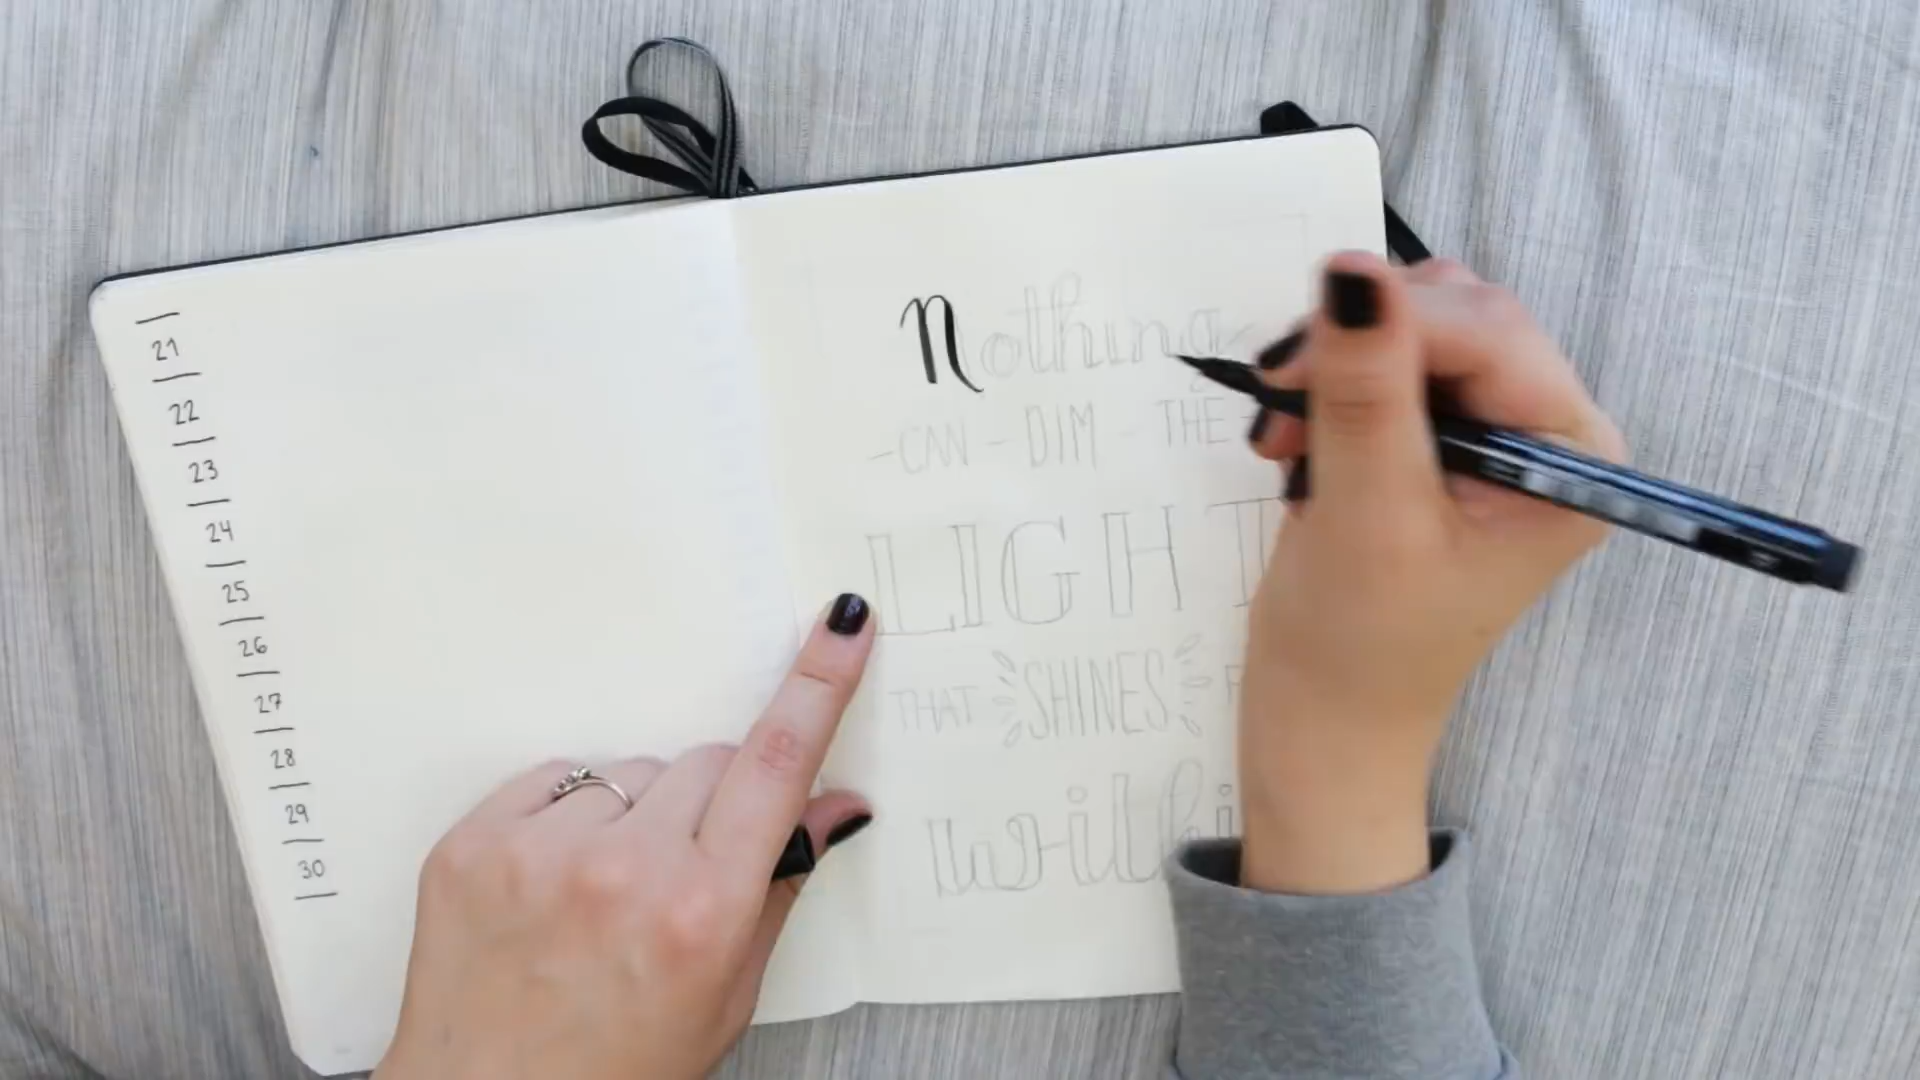 21
22
23
24
25
26
27
28
29
30
Nothing
- CAN - DIM - THE -
LIGHT
THAT SHINES